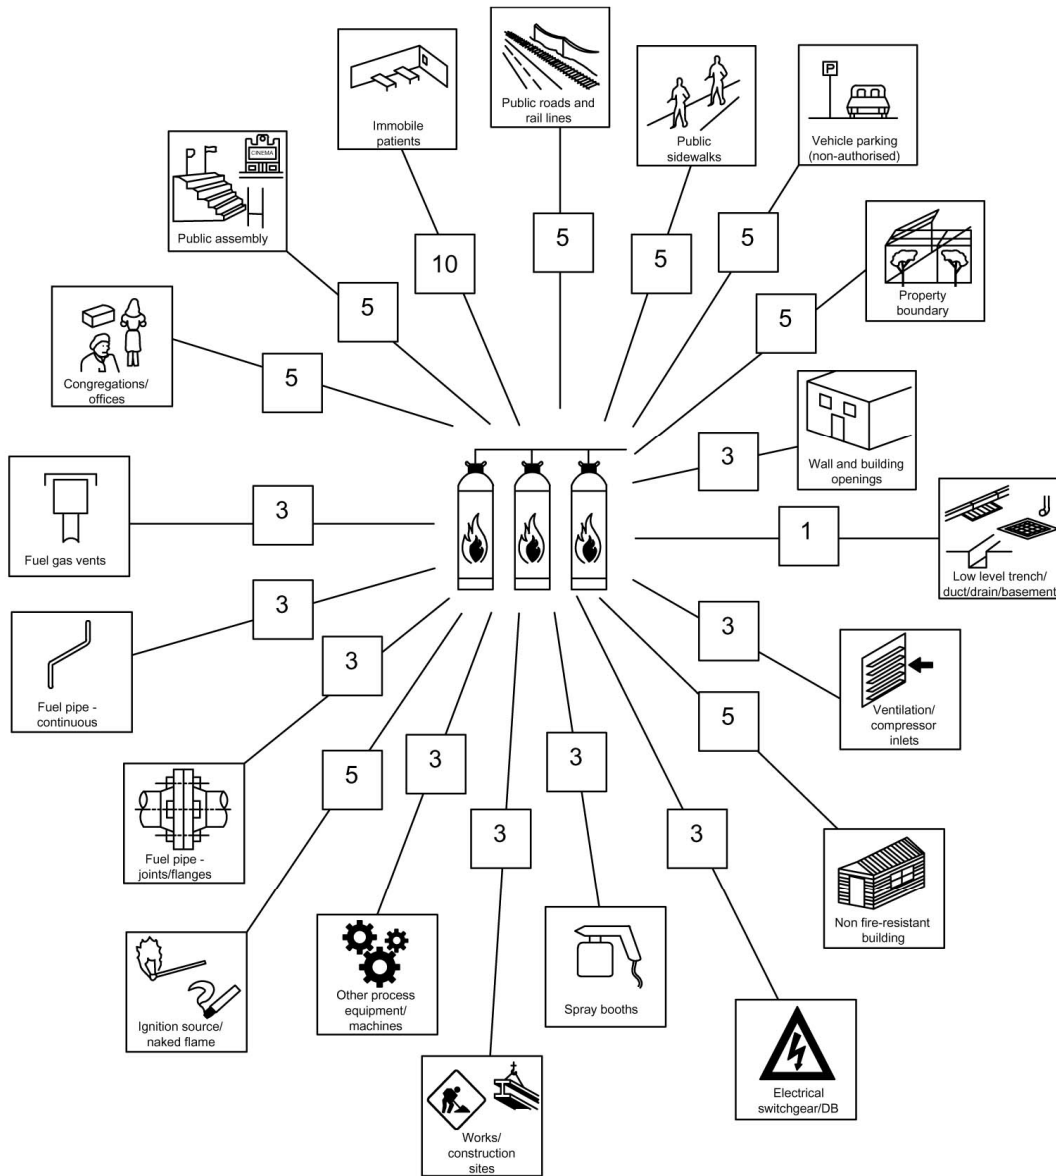 Immobile
patients
10
Public roads and
rail lines
5
Public
sidewalks
5
P
Vehicle parking
(non-authorised)
5
CINEMA
Public assembly
5
Property
boundary
5
Congregations/
offices
5
Wall and building
openings
3
Fuel gas vents
3
Low level trench/
duct/drain/basement
1
Fuel pipe -
continuous
3
Ventilation/
compressor
inlets
3
Fuel pipe -
joints/flanges
3
Non fire-resistant
building
5
Ignition source/
naked flame
5
Other process
equipment/
machines
3
Works/
construction
sites
3
Spray booths
3
Electrical
switchgear/DB
3